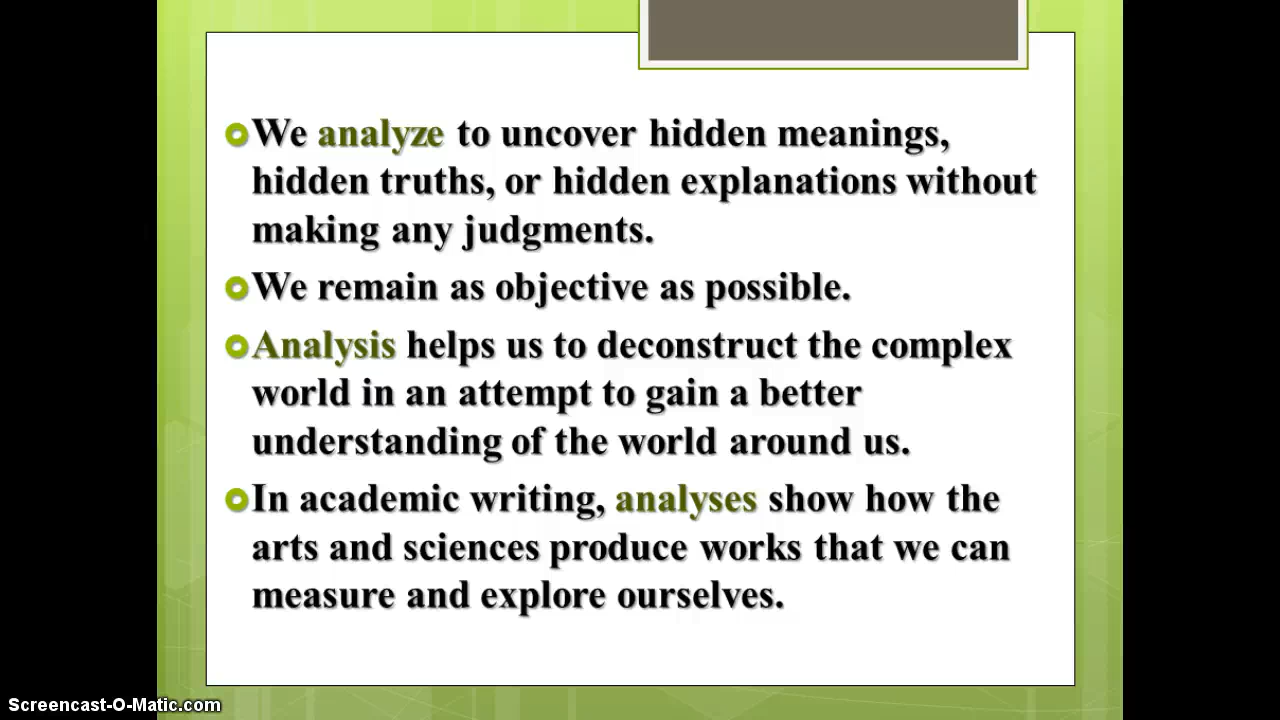 We analyze to uncover hidden meanings,
hidden truths, or hidden explanations without
making any judgments.
We remain as objective as possible.
Analysis helps us to deconstruct the complex
world in an attempt to gain a better
understanding of the world around us.
In academic writing, analyses show how the
arts and sciences produce works that we can
measure and explore ourselves.
Screencast-O-Matic.com